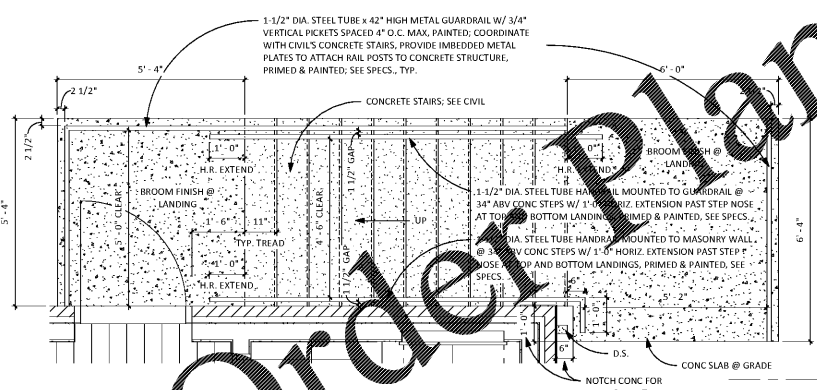 1-1/2" DIA. STEEL TUBE x 42" HIGH METAL GUARDRAIL W/ 3/4"
VERTICAL PICKETS SPACED 4" O.C. MAX, PAINTED; COORDINATE
WITH CIVIL'S CONCRETE STAIRS, PROVIDE IMBEDDED METAL
PLATES TO ATTACH RAIL POSTS TO CONCRETE STRUCTURE,
PRIMED & PAINTED; SEE SPECS., TYP.
5' - 4"
6' - 0"
2 1/2"
CONCRETE STAIRS; SEE CIVIL
2 1/2"
1' - 0"
H.R. EXTEND
1 1/2" GAP
0"
H.R. EXTEND
BROOM FINISH @
LANDING
BROOM FINISH @
LANDING
5' - 4"
5' - 0" CLEAR
4' - 6" CLEAR
1' - 6"
11"
TYP. TREAD
UP
1-1/2" DIA. STEEL TUBE HANDRAIL MOUNTED TO GUARDRAIL @
34" ABV CONC STEPS W/ 1'-0" HORIZ. EXTENSION PAST STEP NOSE
AT TOP AND BOTTOM LANDINGS, PRIMED & PAINTED, SEE SPECS.
DIA. STEEL TUBE HANDRAIL MOUNTED TO MASONRY WALL
@ 34" ABV CONC STEPS W/ 1'-0" HORIZ. EXTENSION PAST STEP
NOSE AT TOP AND BOTTOM LANDINGS, PRIMED & PAINTED, SEE
SPECS.
6' - 4"
1' - 0"
H.R. EXTEND
1 1/2" GAP
5' - 2"
1' - 0"
1' - 0"
6"
D.S.
CONC SLAB @ GRADE
NOTCH CONC FOR
Order Plan